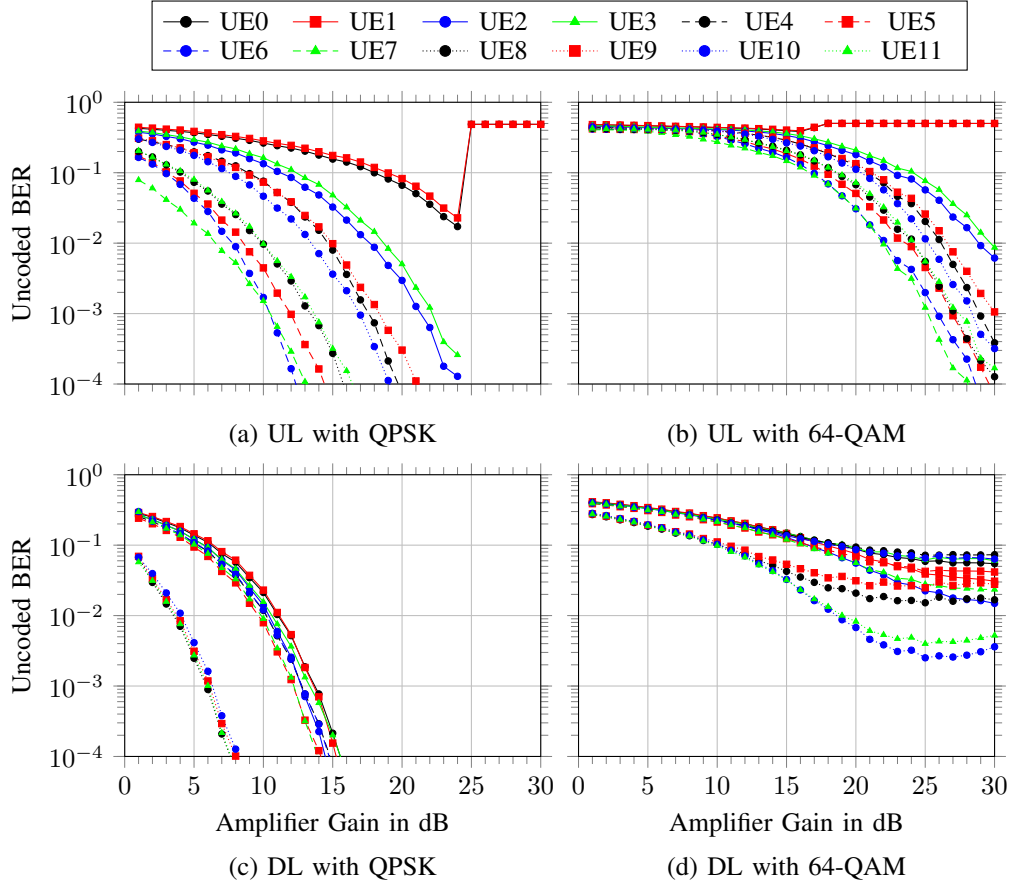 UE0 UE1 UE2 UE3 UE4 UE5
UE6 UE7 UE8 UE9 UE10 UE11
10^0
10^-1
10^-2
10^-3
10^-4
Uncoded BER
(a) UL with QPSK
(b) UL with 64-QAM
10^0
10^-1
10^-2
10^-3
10^-4
Uncoded BER
0 5 10 15 20 25 30
0 5 10 15 20 25 30
Amplifier Gain in dB
Amplifier Gain in dB
(c) DL with QPSK
(d) DL with 64-QAM